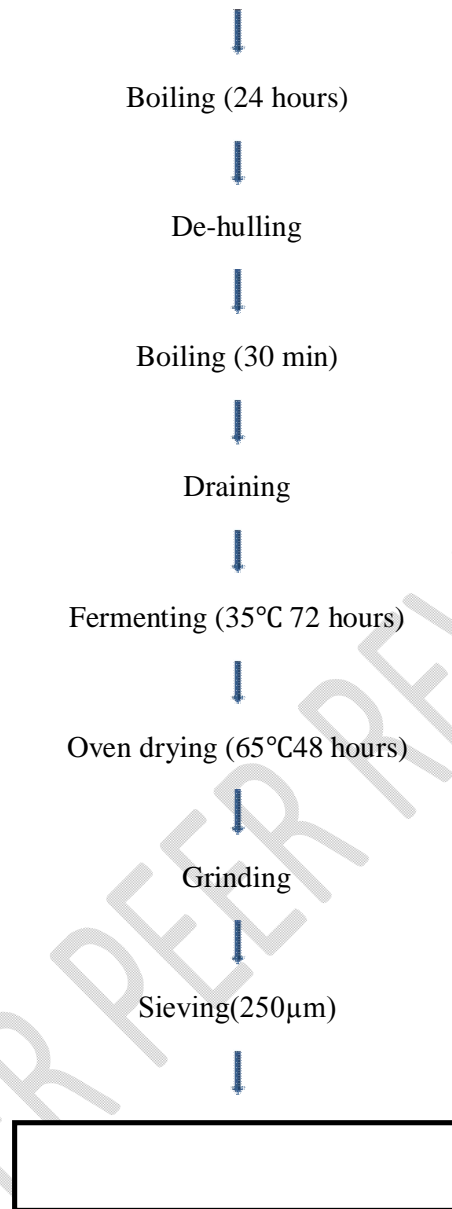 Boiling (24 hours)
De-hulling
Boiling (30 min)
Draining
Fermenting (35℃ 72 hours)
Oven drying (65℃48 hours)
Grinding
Sieving(250µm)
PEER